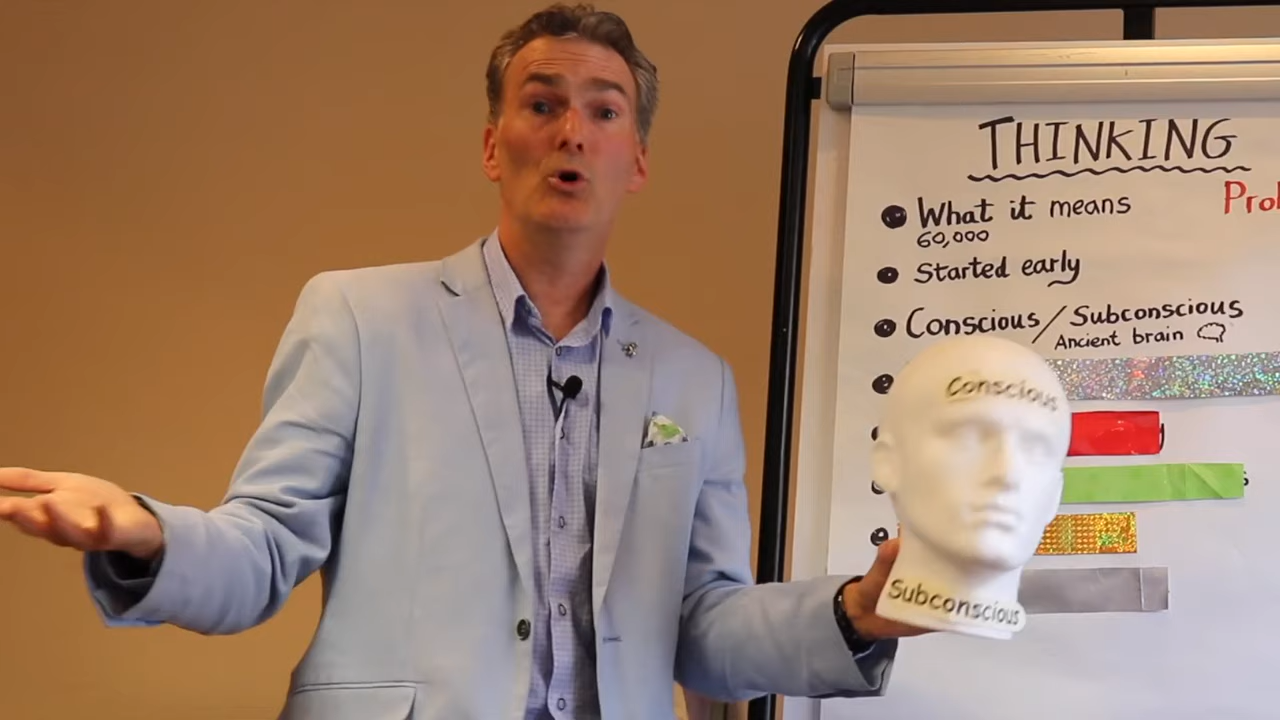 THINKING
What it means
60,000
Started early
Conscious/Subconscious
Ancient brain
Conscious
Subconscious